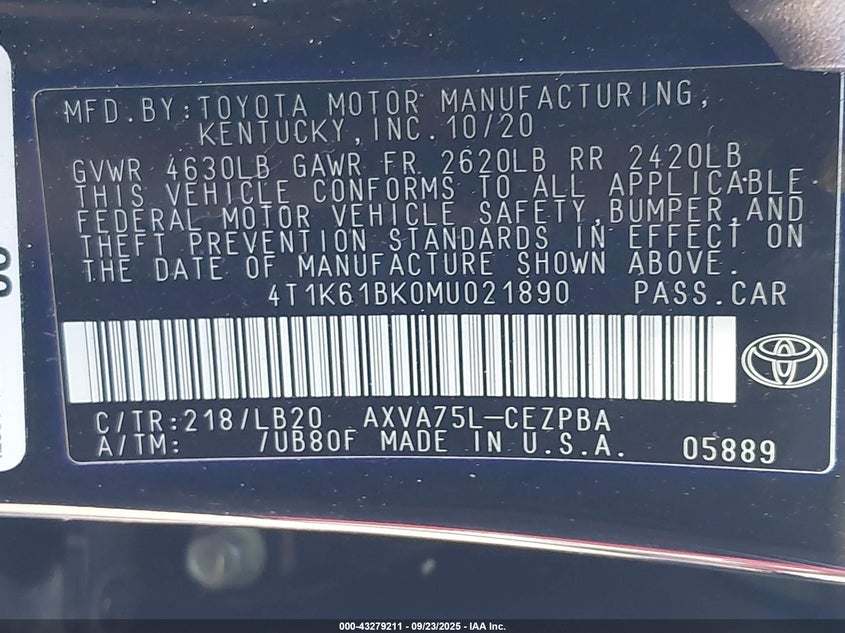 MFD.BY:TOYOTA MOTOR MANUFACTURING,
KENTUCKY,INC.10/20
GVWR 4630LB GAWR FR 2620LB RR 2420LB
THIS VEHICLE CONFORMS TO ALL APPLICABLE
FEDERAL MOTOR VEHICLE SAFETY,BUMPER,AND
THEFT PREVENTION STANDARDS IN EFFECT ON
THE DATE OF MANUFACTURE SHOWN ABOVE.
4T1K61BK0MU021890 PASS.CAR
C/TR:218/LB20 AXVA75L-CEZPBA
A/TM: /UB80F MADE IN U.S.A. 05889
000-43279211 - 09/23/2025 - IAA Inc.